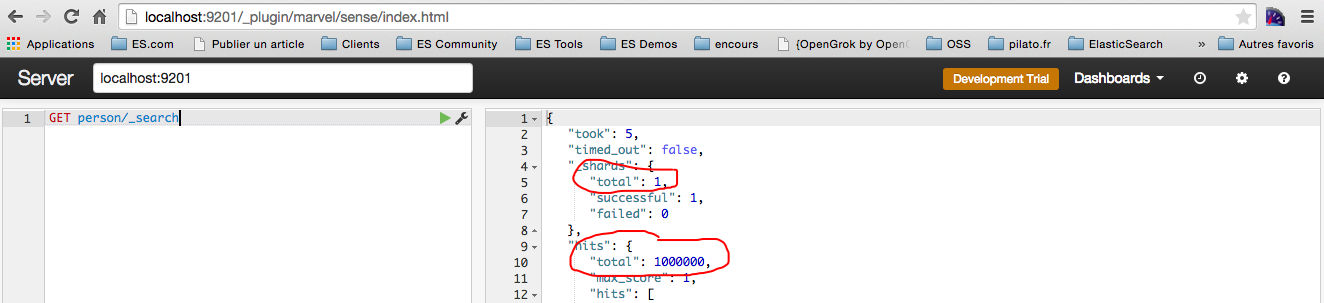 localhost:9201/_plugin/marvel/sense/index.html
Applications ES.com Publier un article Clients ES Community ES Tools ES Demos encours {OpenGrok by Open OSS pilato.fr ElasticSearch » Autres favoris
Server localhost:9201 Development Trial Dashboards
1 GET person/_search
1 {
2 "took": 5,
3 "timed_out": false,
4 "_shards": {
5 "total": 1,
6 "successful": 1,
7 "failed": 0
8 },
9 "hits": {
10 "total": 1000000,
11 "max_score": 1,
12 "hits": [